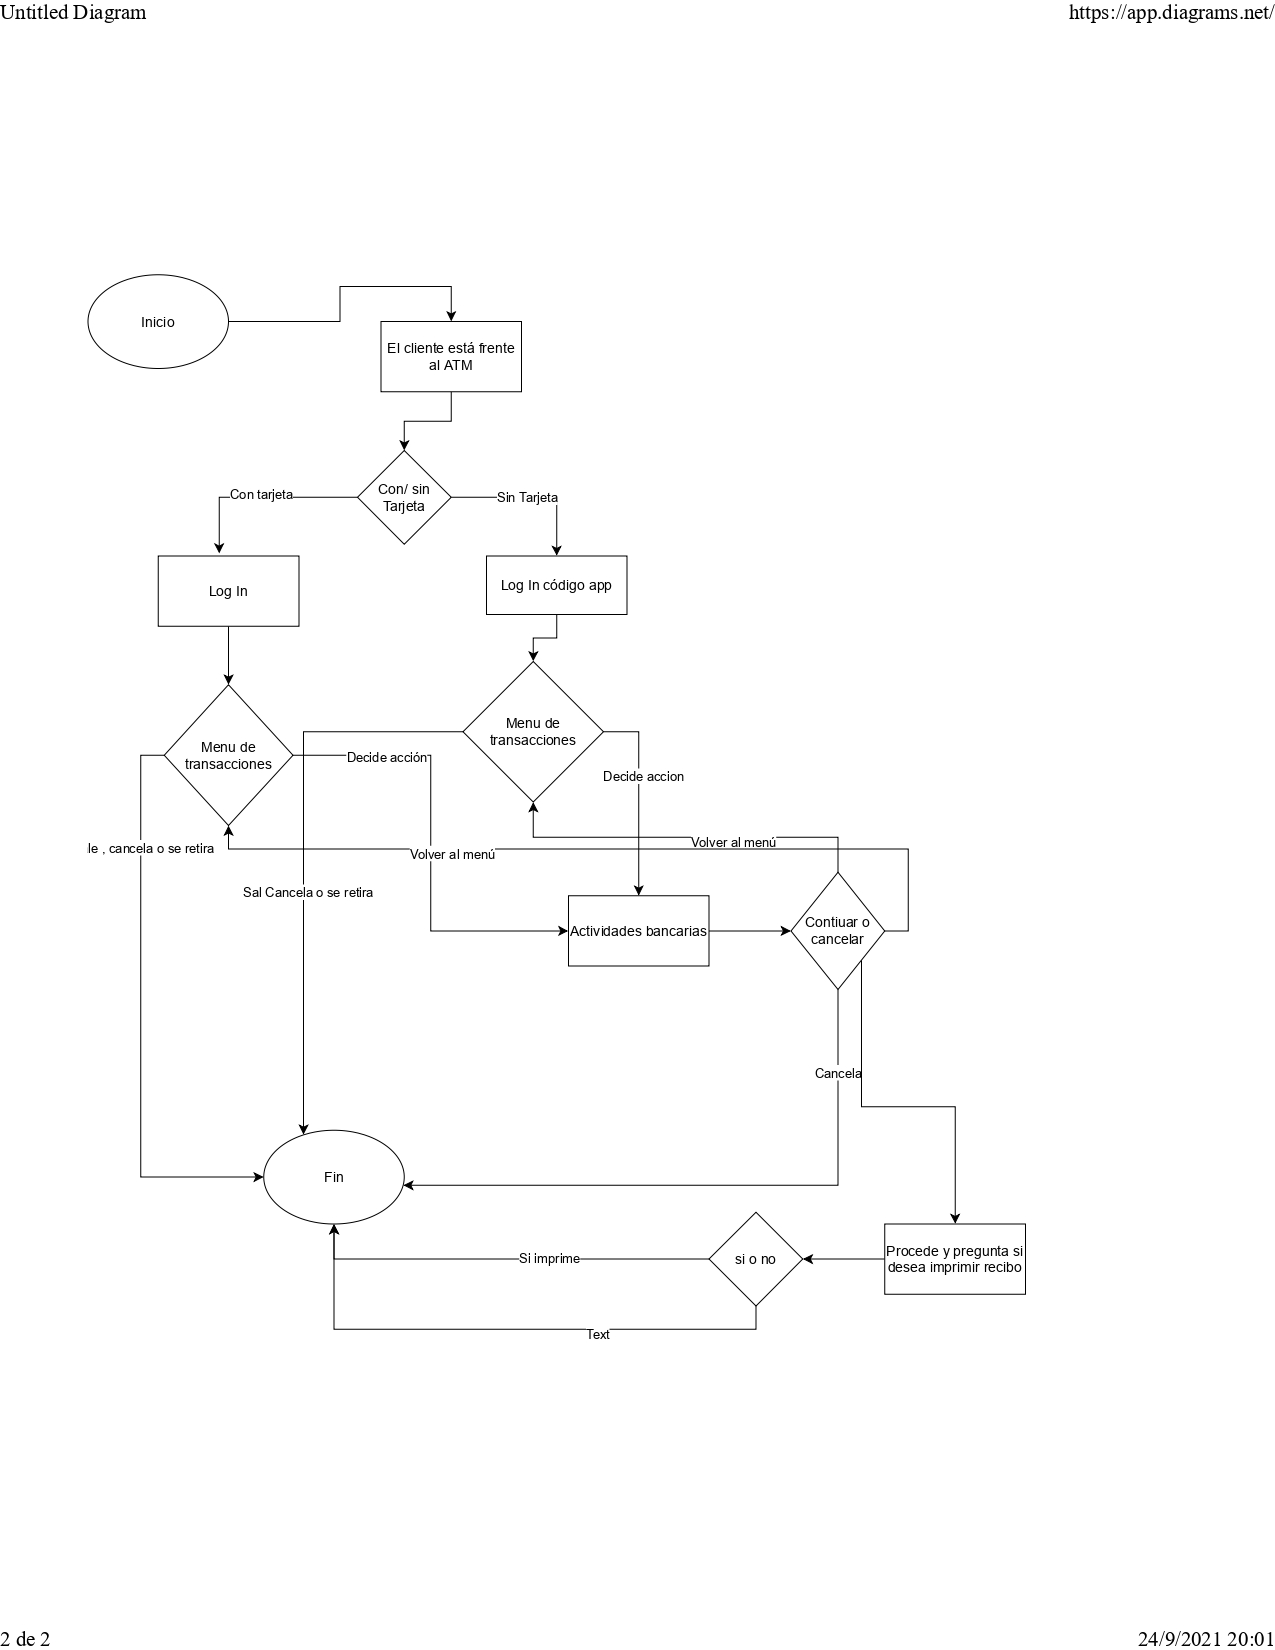 Untitled Diagram
https://app.diagrams.net/
Inicio
El cliente está frente
al ATM
Con/ sin
Tarjeta
Con tarjeta
Sin Tarjeta
Log In
Log In código app
Menu de
transacciones
Menu de
transacciones
Decide acción
Decide accion
Volver al menú
le , cancela o se retira
Volver al menú
Sal Cancela o se retira
Actividades bancarias
Contiuar o
cancelar
Cancela
Fin
Procede y pregunta si
desea imprimir recibo
si o no
Si imprime
Text
2 de 2
24/9/2021 20:01